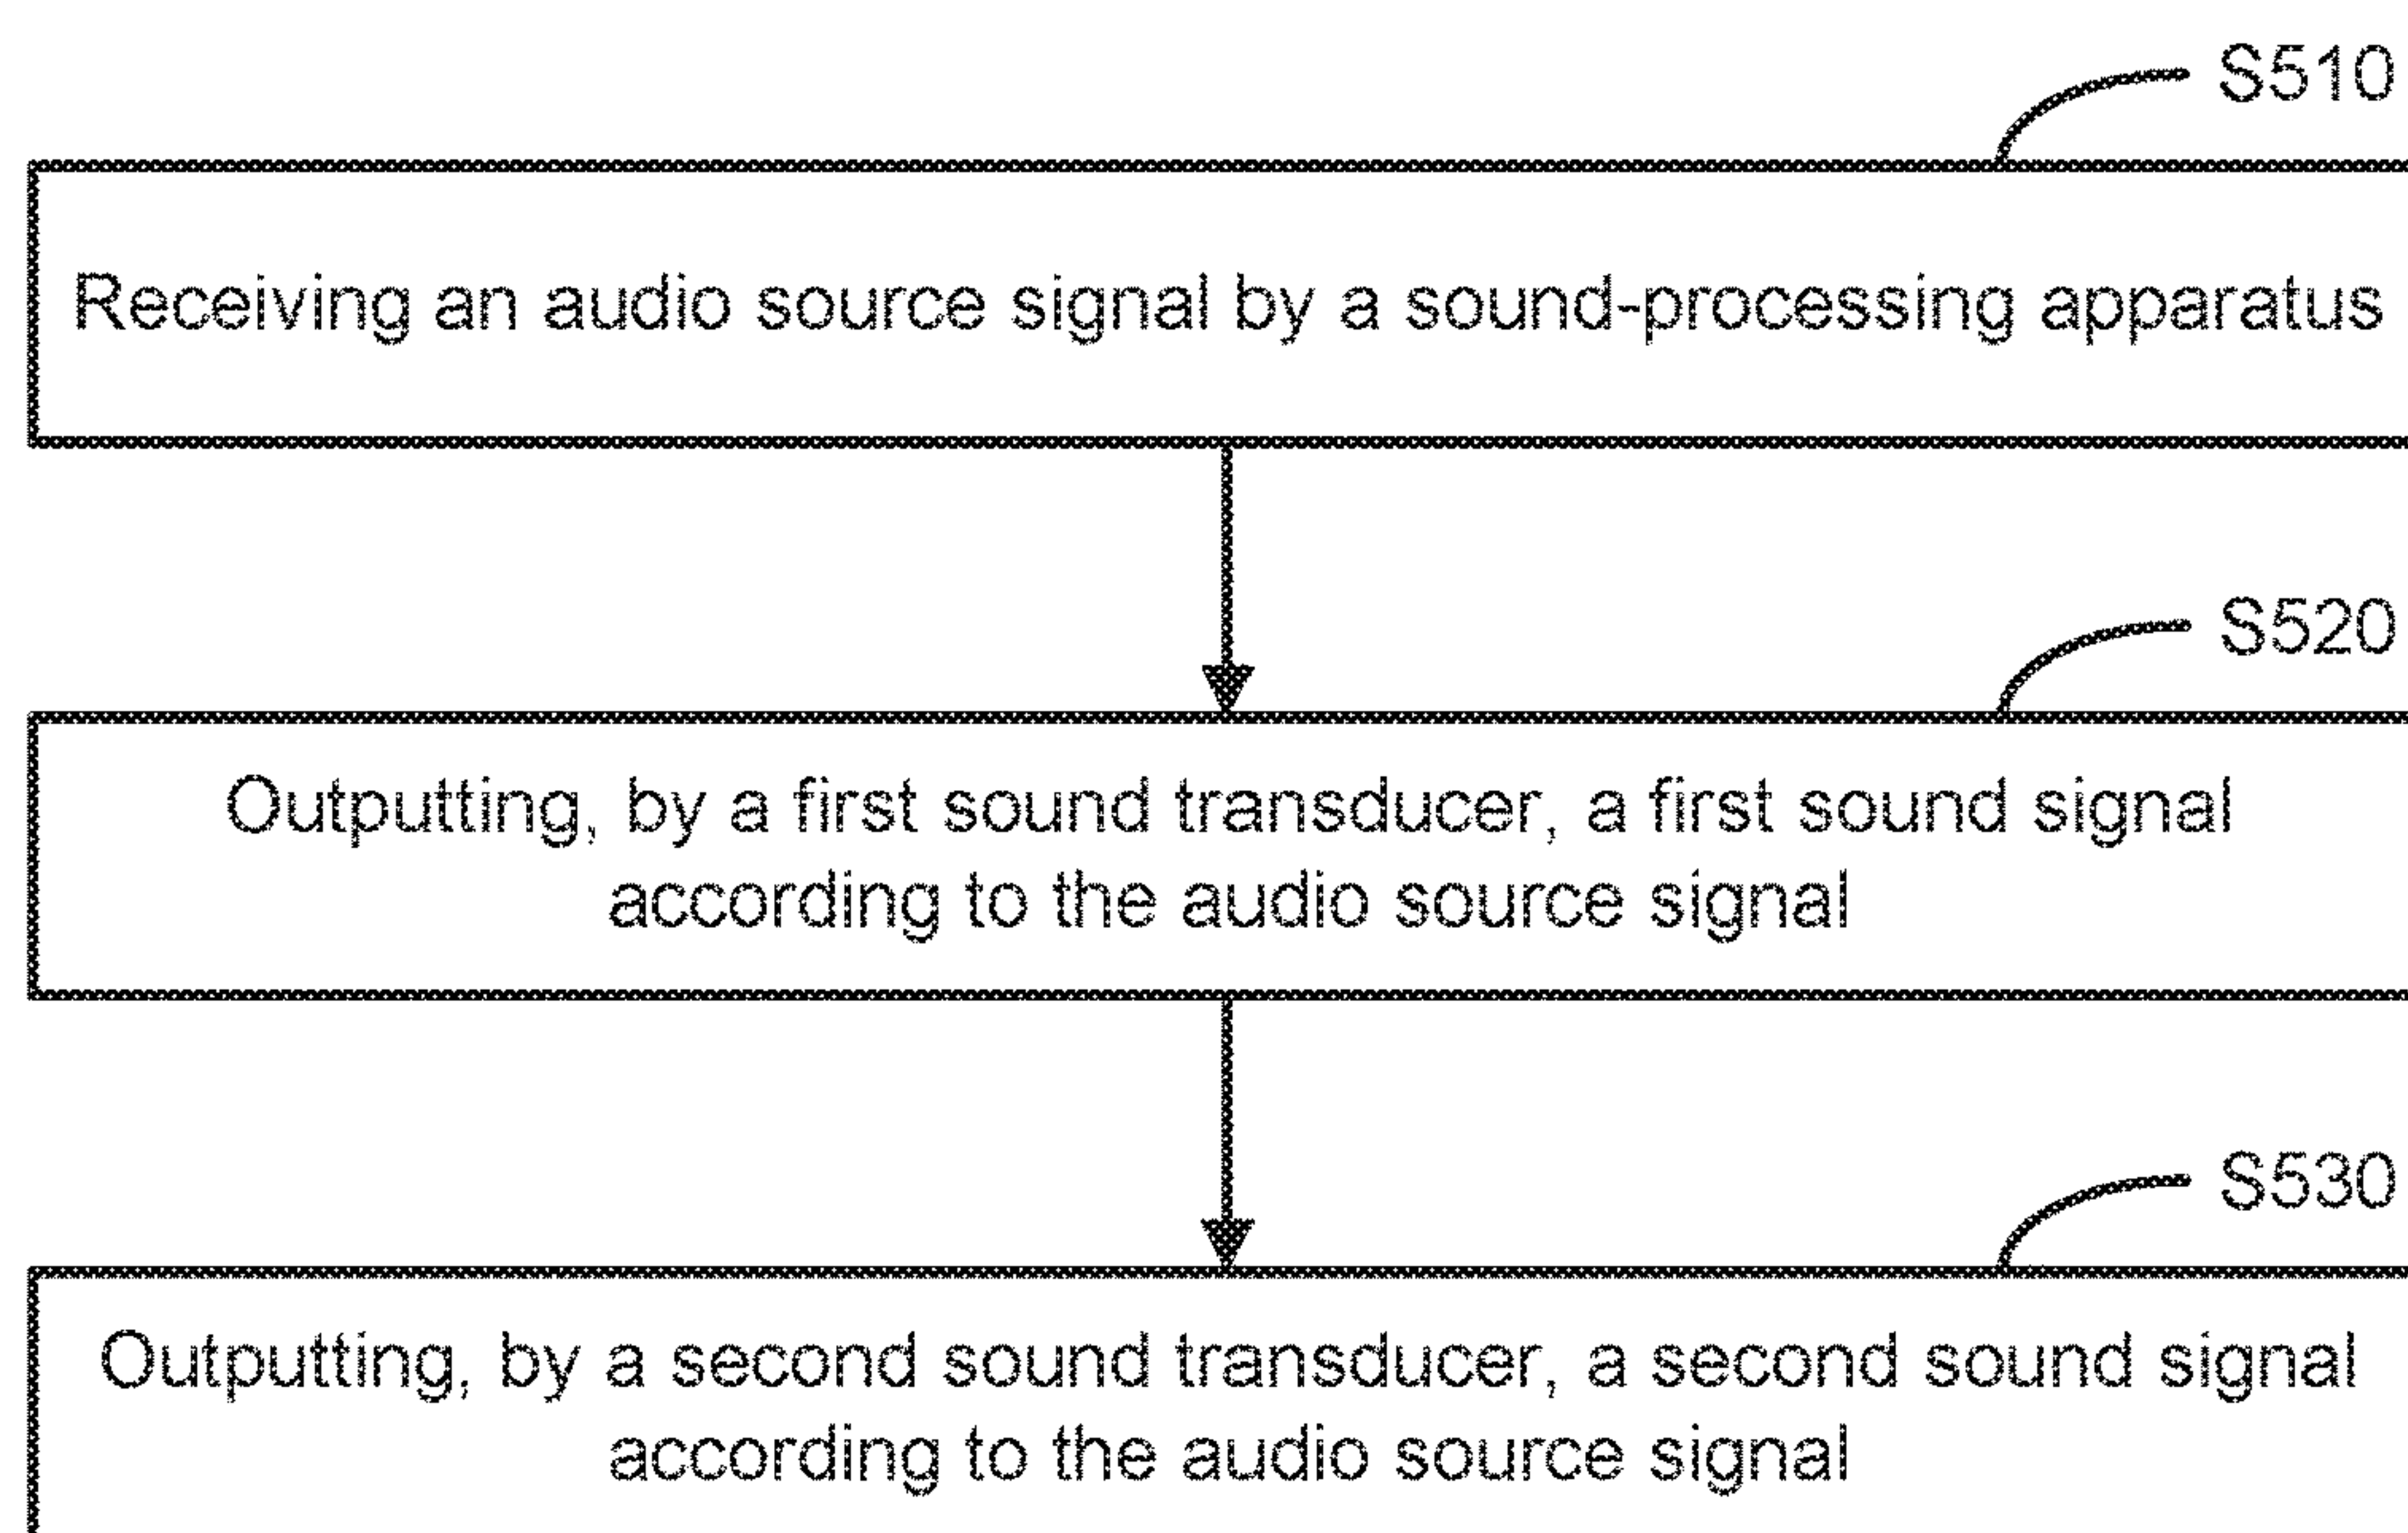 S510
Receiving an audio source signal by a sound-processing apparatus
S520
Outputting, by a first sound transducer, a first sound signal
according to the audio source signal
S530
Outputting, by a second sound transducer, a second sound signal
according to the audio source signal